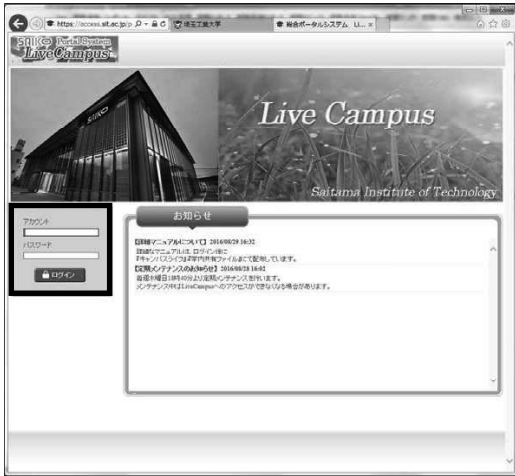 https://access.sit.ac.jp/p
埼玉工業大学
総合ポータルシステム Li... ×
SAIKO Portal System
LiveCampus
SAIKO
Live Campus
Saitama Institute of Technology
アカウント
パスワード
ログイン
お知らせ
【詳細マニュアルについて】 2016/08/29 16:32
詳細なマニュアルは、ログイン後に
『キャンパスライフ』『学内共有ファイル』にて配布しています。
【定期メンテナンスのお知らせ】 2016/08/28 16:02
毎週水曜日18時40分より定期メンテナンスを行います。
メンテナンス中はLiveCampusへのアクセスができなくなる場合があります。